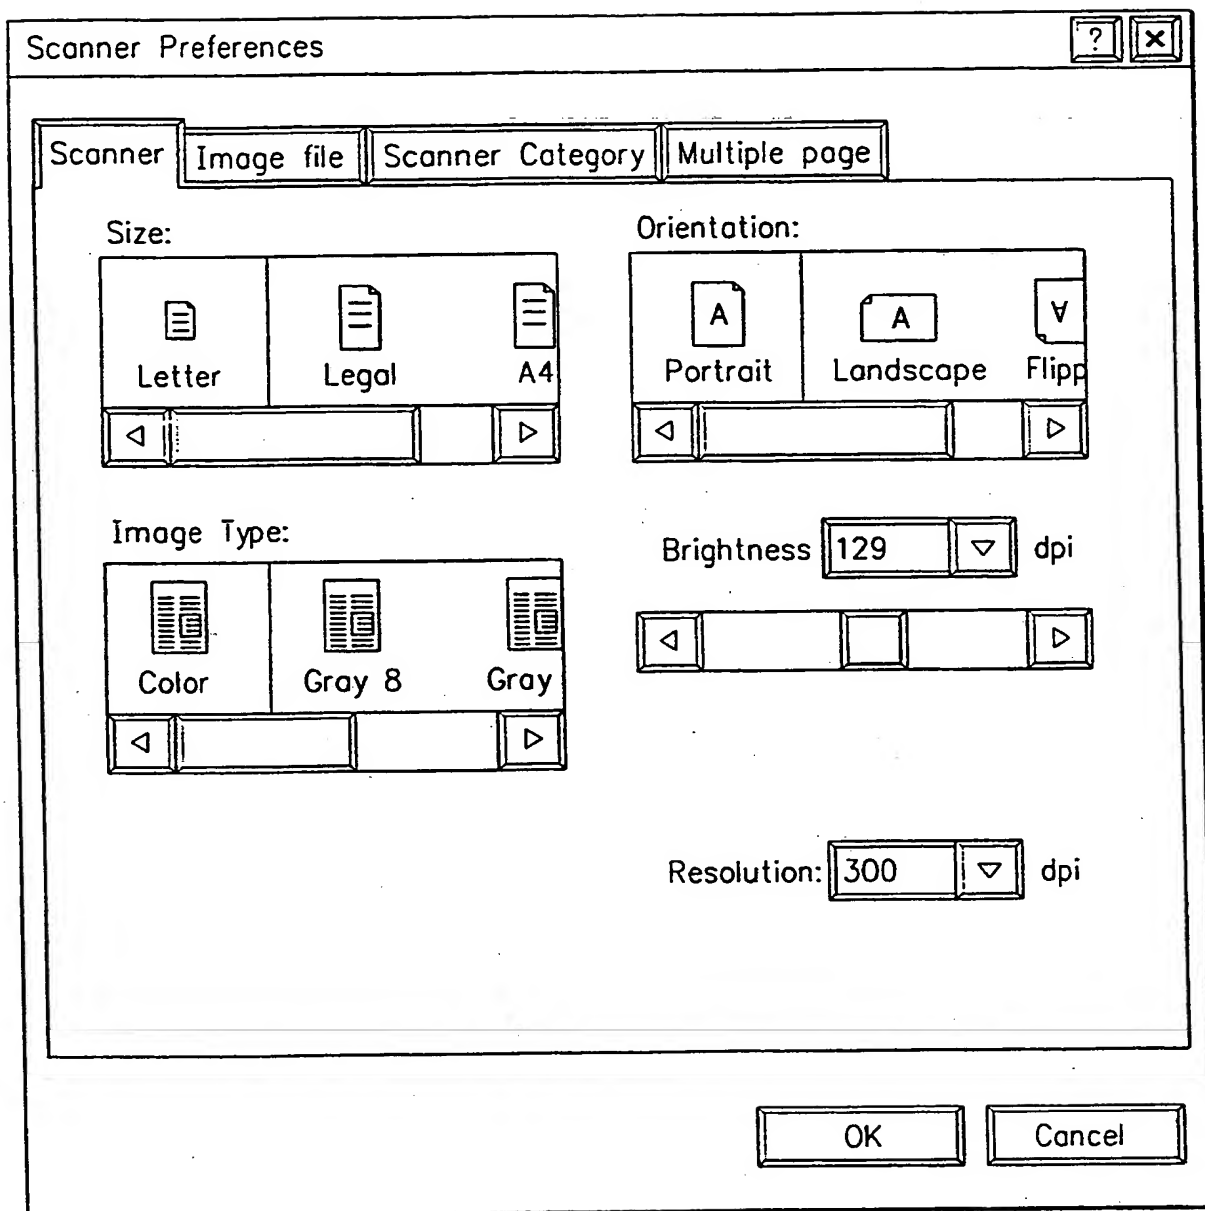 Scanner Preferences ? ×
Scanner Image file Scanner Category Multiple page
Size:
Letter Legal A4
Orientation:
A A A
Portrait Landscape Flipp
Image Type:
Color Gray 8 Gray
Brightness 129 dpi
Resolution: 300 dpi
OK Cancel